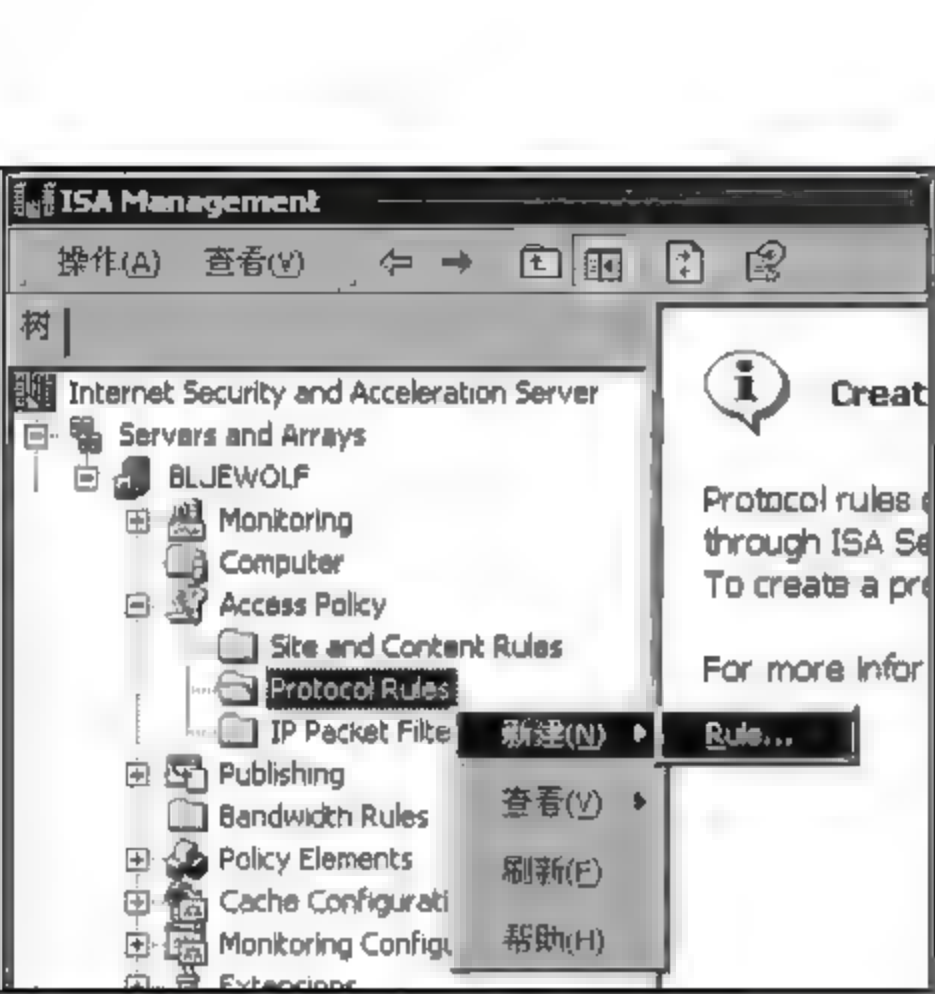 ISA Management
操作(A) 查看(V)
树
Internet Security and Acceleration Server
Servers and Arrays
BLUEWOLF
Monitoring
Computer
Access Policy
Site and Content Rules
Protocol Rules
IP Packet Filte
Publishing
Bandwidth Rules
Policy Elements
Cache Configurati
Monitoring Configu
Extensions
新建(N)
查看(V)
刷新(F)
帮助(H)
Rule...
Creat
Protocol rules
through ISA Se
To create a pro
For more infor